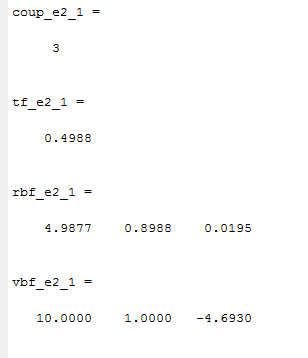 coup_e2_1 =
3
tf_e2_1 =
0.4988
rbf_e2_1 =
4.9877 0.8988 0.0195
vbf_e2_1 =
10.0000 1.0000 -4.6930